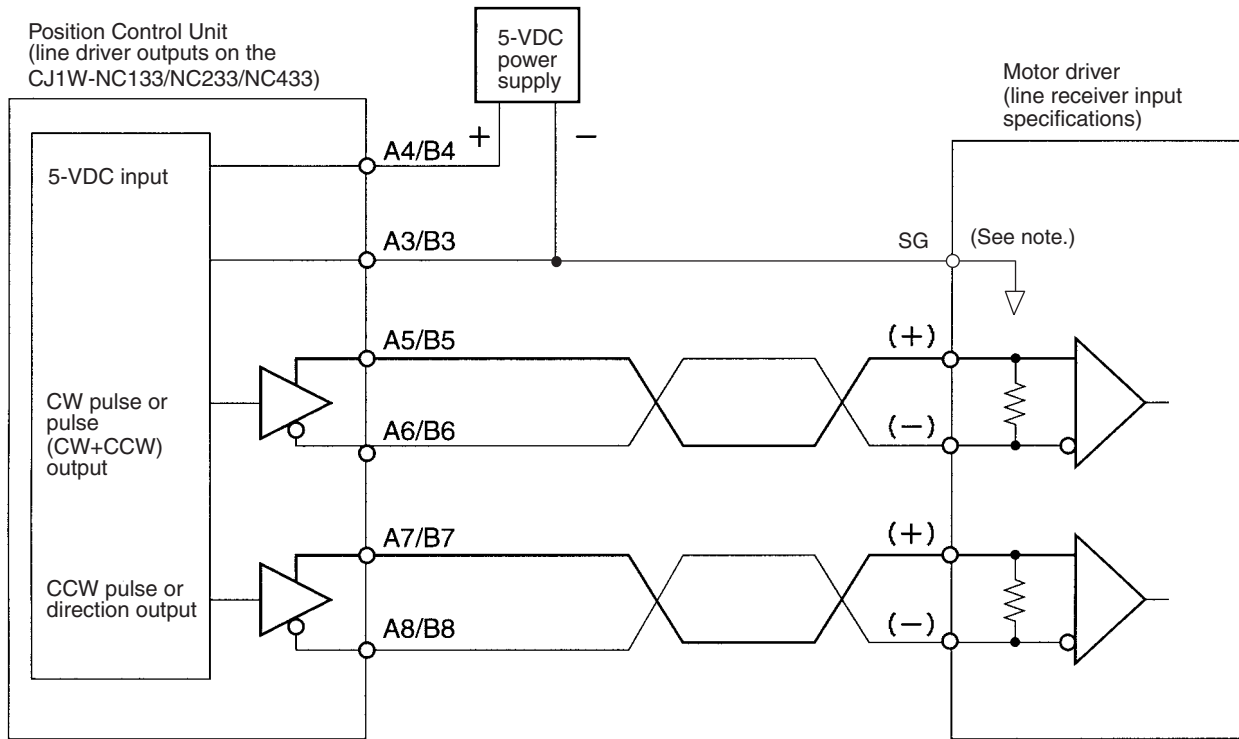 Position Control Unit
(line driver outputs on the
CJ1W-NC133/NC233/NC433)
5-VDC
power
supply
Motor driver
(line receiver input
specifications)
+
−
A4/B4
5-VDC input
A3/B3
SG
(See note.)
A5/B5
(+)
CW pulse or
pulse
(CW+CCW)
output
A6/B6
(−)
A7/B7
(+)
CCW pulse or
direction output
A8/B8
(−)